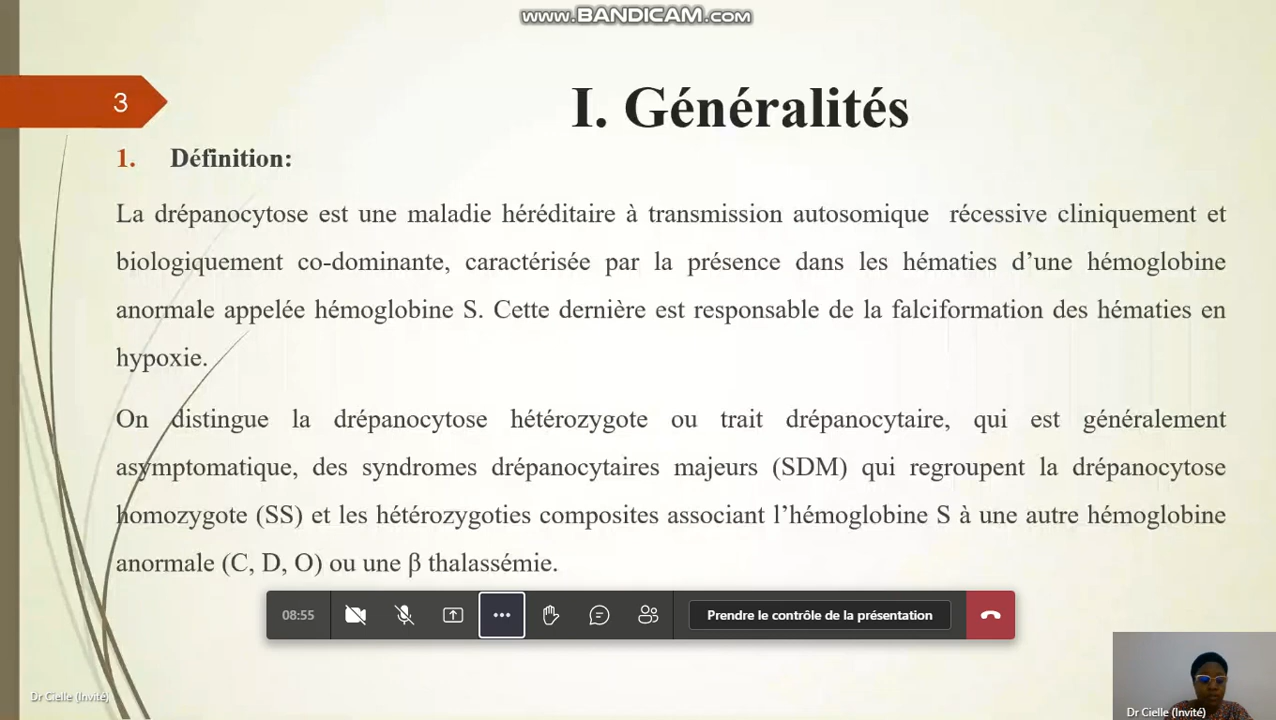 www.BANDICAM.com
3
I. Généralités
1. Définition:
La drépanocytose est une maladie héréditaire à transmission autosomique récessive cliniquement et
biologiquement co-dominante, caractérisée par la présence dans les hématies d’une hémoglobine
anormale appelée hémoglobine S. Cette dernière est responsable de la falciformation des hématies en
hypoxie.
On distingue la drépanocytose hétérozygote ou trait drépanocytaire, qui est généralement
asymptomatique, des syndromes drépanocytaires majeurs (SDM) qui regroupent la drépanocytose
homozygote (SS) et les hétérozygoties composites associant l’hémoglobine S à une autre hémoglobine
anormale (C, D, O) ou une β thalassémie.
08:55
Prendre le contrôle de la présentation
Dr Cielle (Invité)
Dr Cielle (Invité)